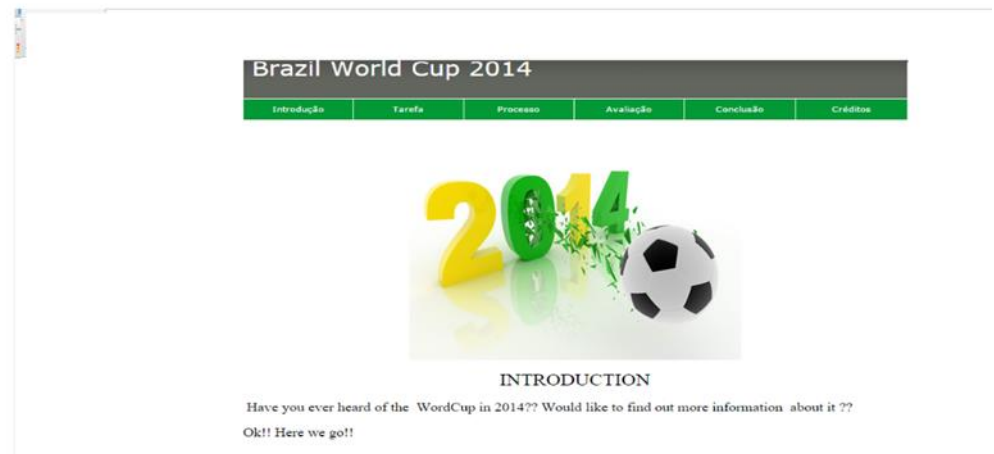 Brazil World Cup 2014
Introdução Tarefa Processo Avaliação Conclusão Créditos
2014
INTRODUCTION
Have you ever heard of the WordCup in 2014?? Would like to find out more information about it ??
Ok!! Here we go!!